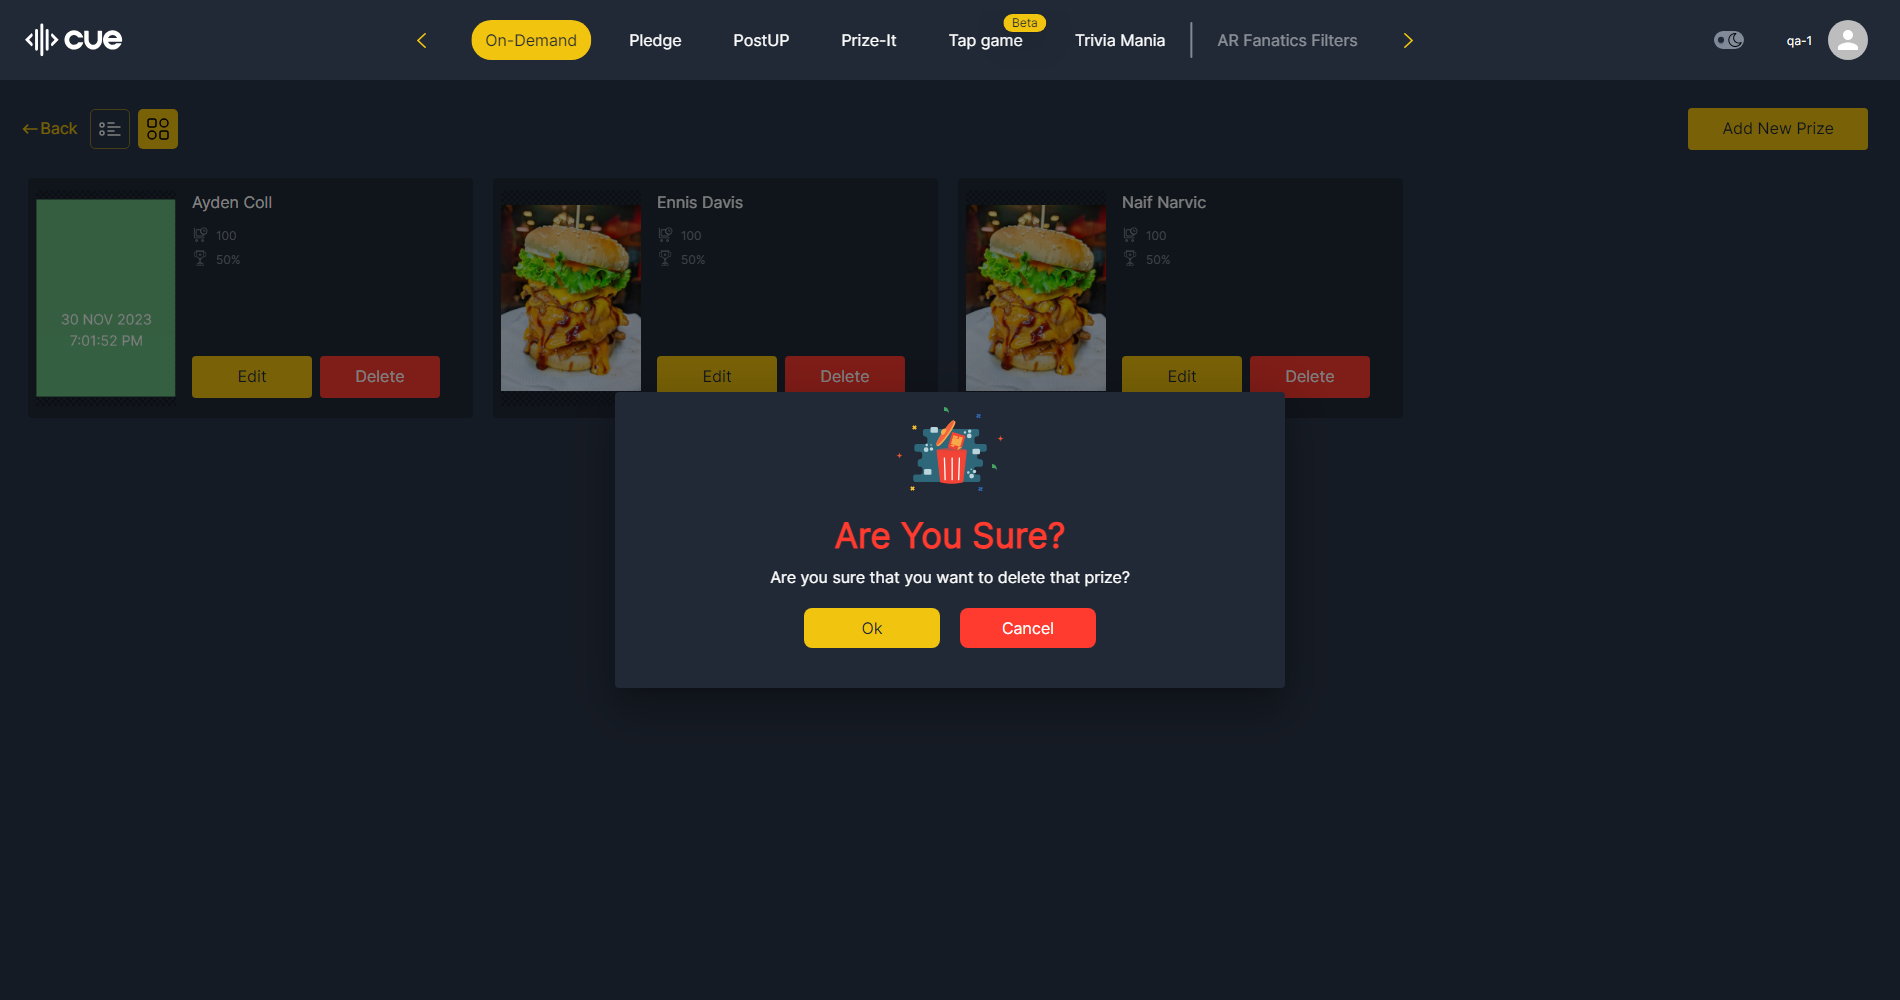 cue
On-Demand
Pledge
PostUP
Prize-It
Tap game
Beta
Trivia Mania
AR Fanatics Filters
qa-1
Back
Add New Prize
Ayden Coll
100
50%
30 NOV 2023
7:01:52 PM
Edit
Delete
Ennis Davis
100
50%
Edit
Delete
Naif Narvic
100
50%
Edit
Delete
Are You Sure?
Are you sure that you want to delete that prize?
Ok
Cancel